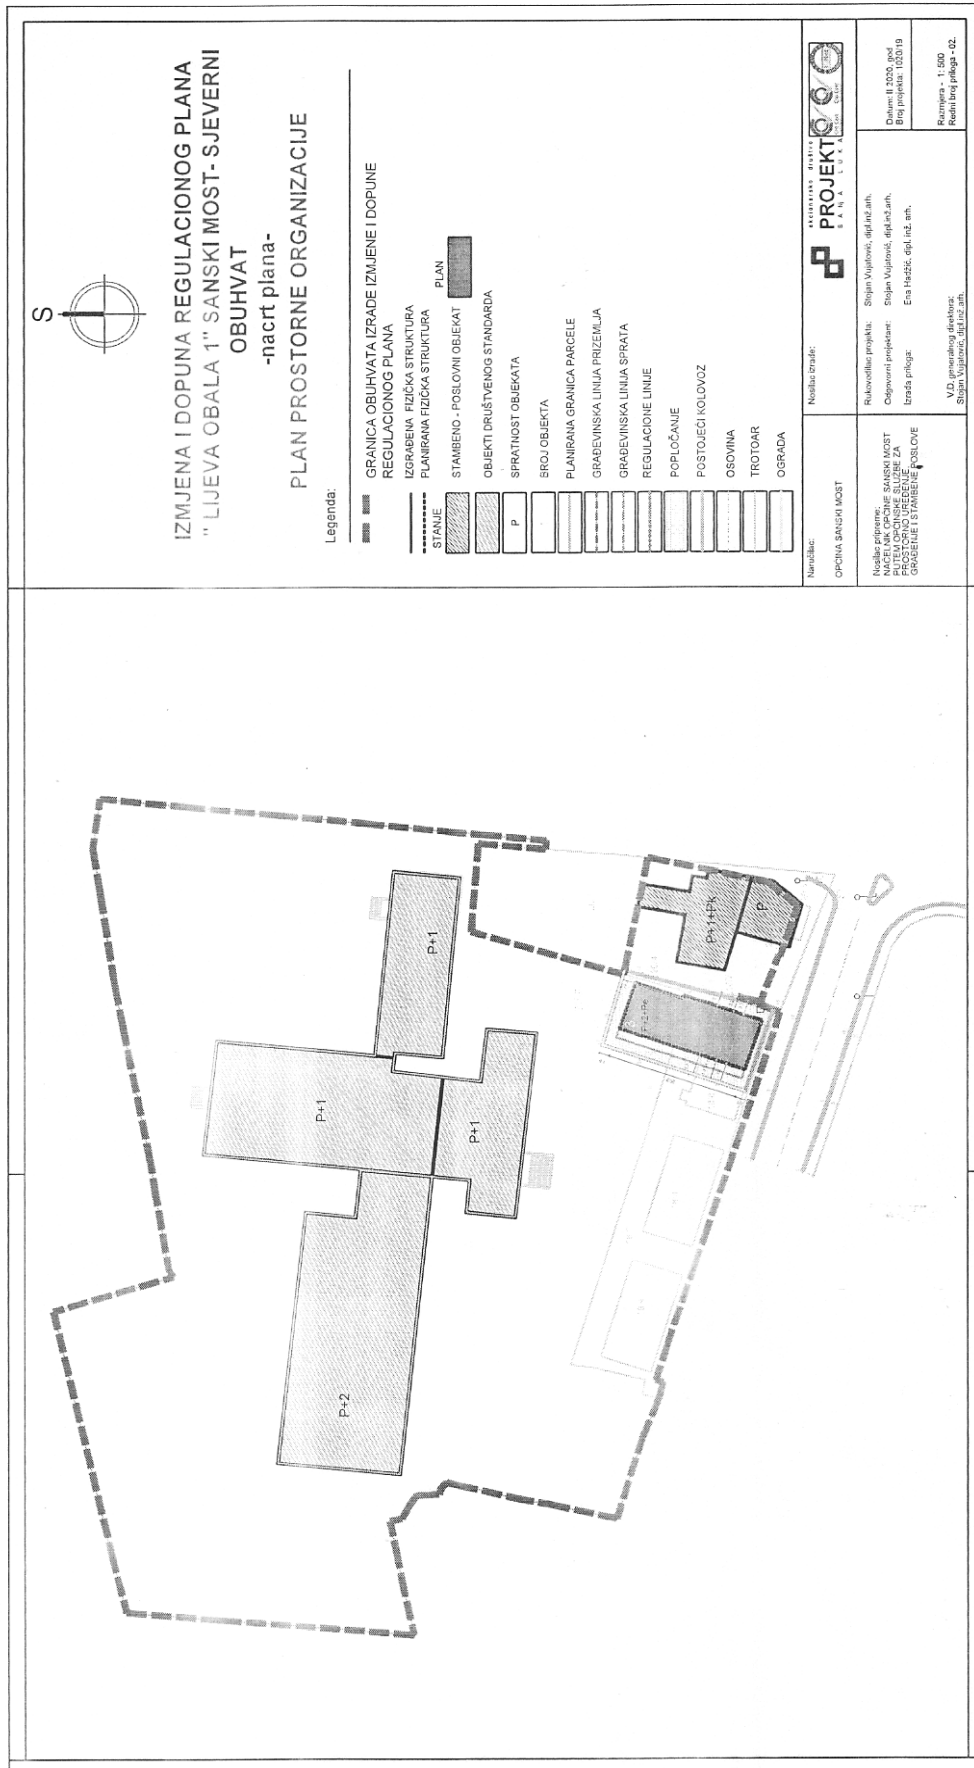 S
IZMJENA I DOPUNA REGULACIONOG PLANA
" LIJEVA OBALA 1" SANSKI MOST- SJEVERNI
OBUHVAT
-nacrt plana-
PLAN PROSTORNE ORGANIZACIJE
Legenda:
GRANICA OBUHVATA IZRADE IZMJENE I DOPUNE
REGULACIONOG PLANA
IZGRAĐENA FIZIČKA STRUKTURA
PLANIRANA FIZIČKA STRUKTURA
STANJE
PLAN
STAMBENO - POSLOVNI OBJEKAT
OBJEKTI DRUŠTVENOG STANDARDA
P
SPRATNOST OBJEKATA
BROJ OBJEKTA
PLANIRANA GRANICA PARCELE
GRAĐEVINSKA LINIJA PRIZEMLJA
GRAĐEVINSKA LINIJA SPRATA
REGULACIONE LINIJE
POPLOČANJE
POSTOJEĆI KOLOVOZ
OSOVINA
TROTOAR
OGRADA
Naručilac:
OPĆINA SANSKI MOST
Nosilac izrade:
akcionarsko društvo
PROJEKT
BANJA LUKA
Nosilac pripreme:
NAČELNIK OPĆINE SANSKI MOST
PUTEM OPĆINSKE SLUŽBE ZA
PROSTORNO UREĐENJE,
GRAĐENJE I STAMBENE POSLOVE
Rukovodilac projekta: Stojan Vujatović, dipl.inž.arh.
Odgovorni projektant: Stojan Vujatović, dipl.inž.arh.
Izrada priloga: Ena Hadžić, dipl. inž. arh.
V.D. generalnog direktora:
Stojan Vujatović, dipl.inž.arh.
Datum: II 2020. god
Broj projekta: 1020/19
Razmjera - 1: 500
Redni broj priloga - 02.
P+1
P+1
P+1
P+2
P+1+Pk
P